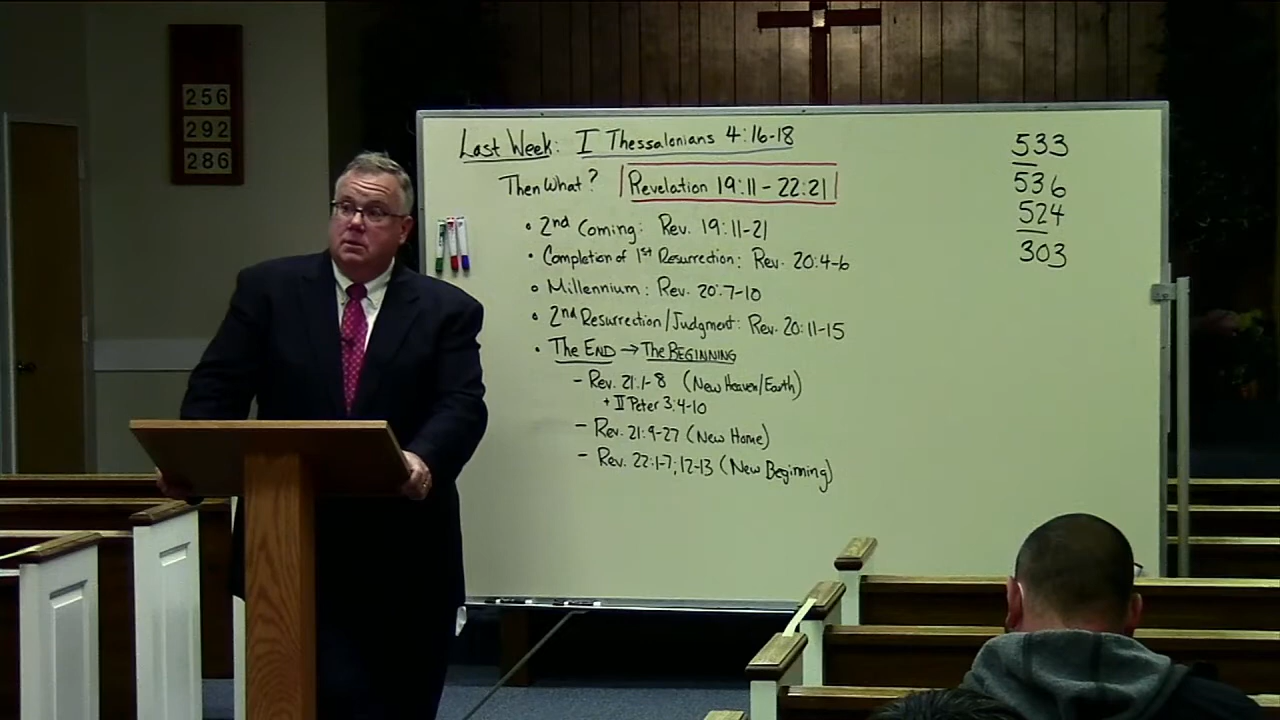 256
292
286
Last Week: I Thessalonians 4:16-18
Then What? Revelation 19:11 - 22:21
• 2nd Coming: Rev. 19:11-21
• Completion of 1st Resurrection: Rev. 20:4-6
• Millennium: Rev. 20:7-10
• 2nd Resurrection/Judgment: Rev. 20:11-15
• The END → The BEGINNING
- Rev. 21:1-8 (New Heaven/Earth)
+ II Peter 3:4-10
- Rev. 21:9-27 (New Home)
- Rev. 22:1-7; 12-13 (New Beginning)
533
536
524
303